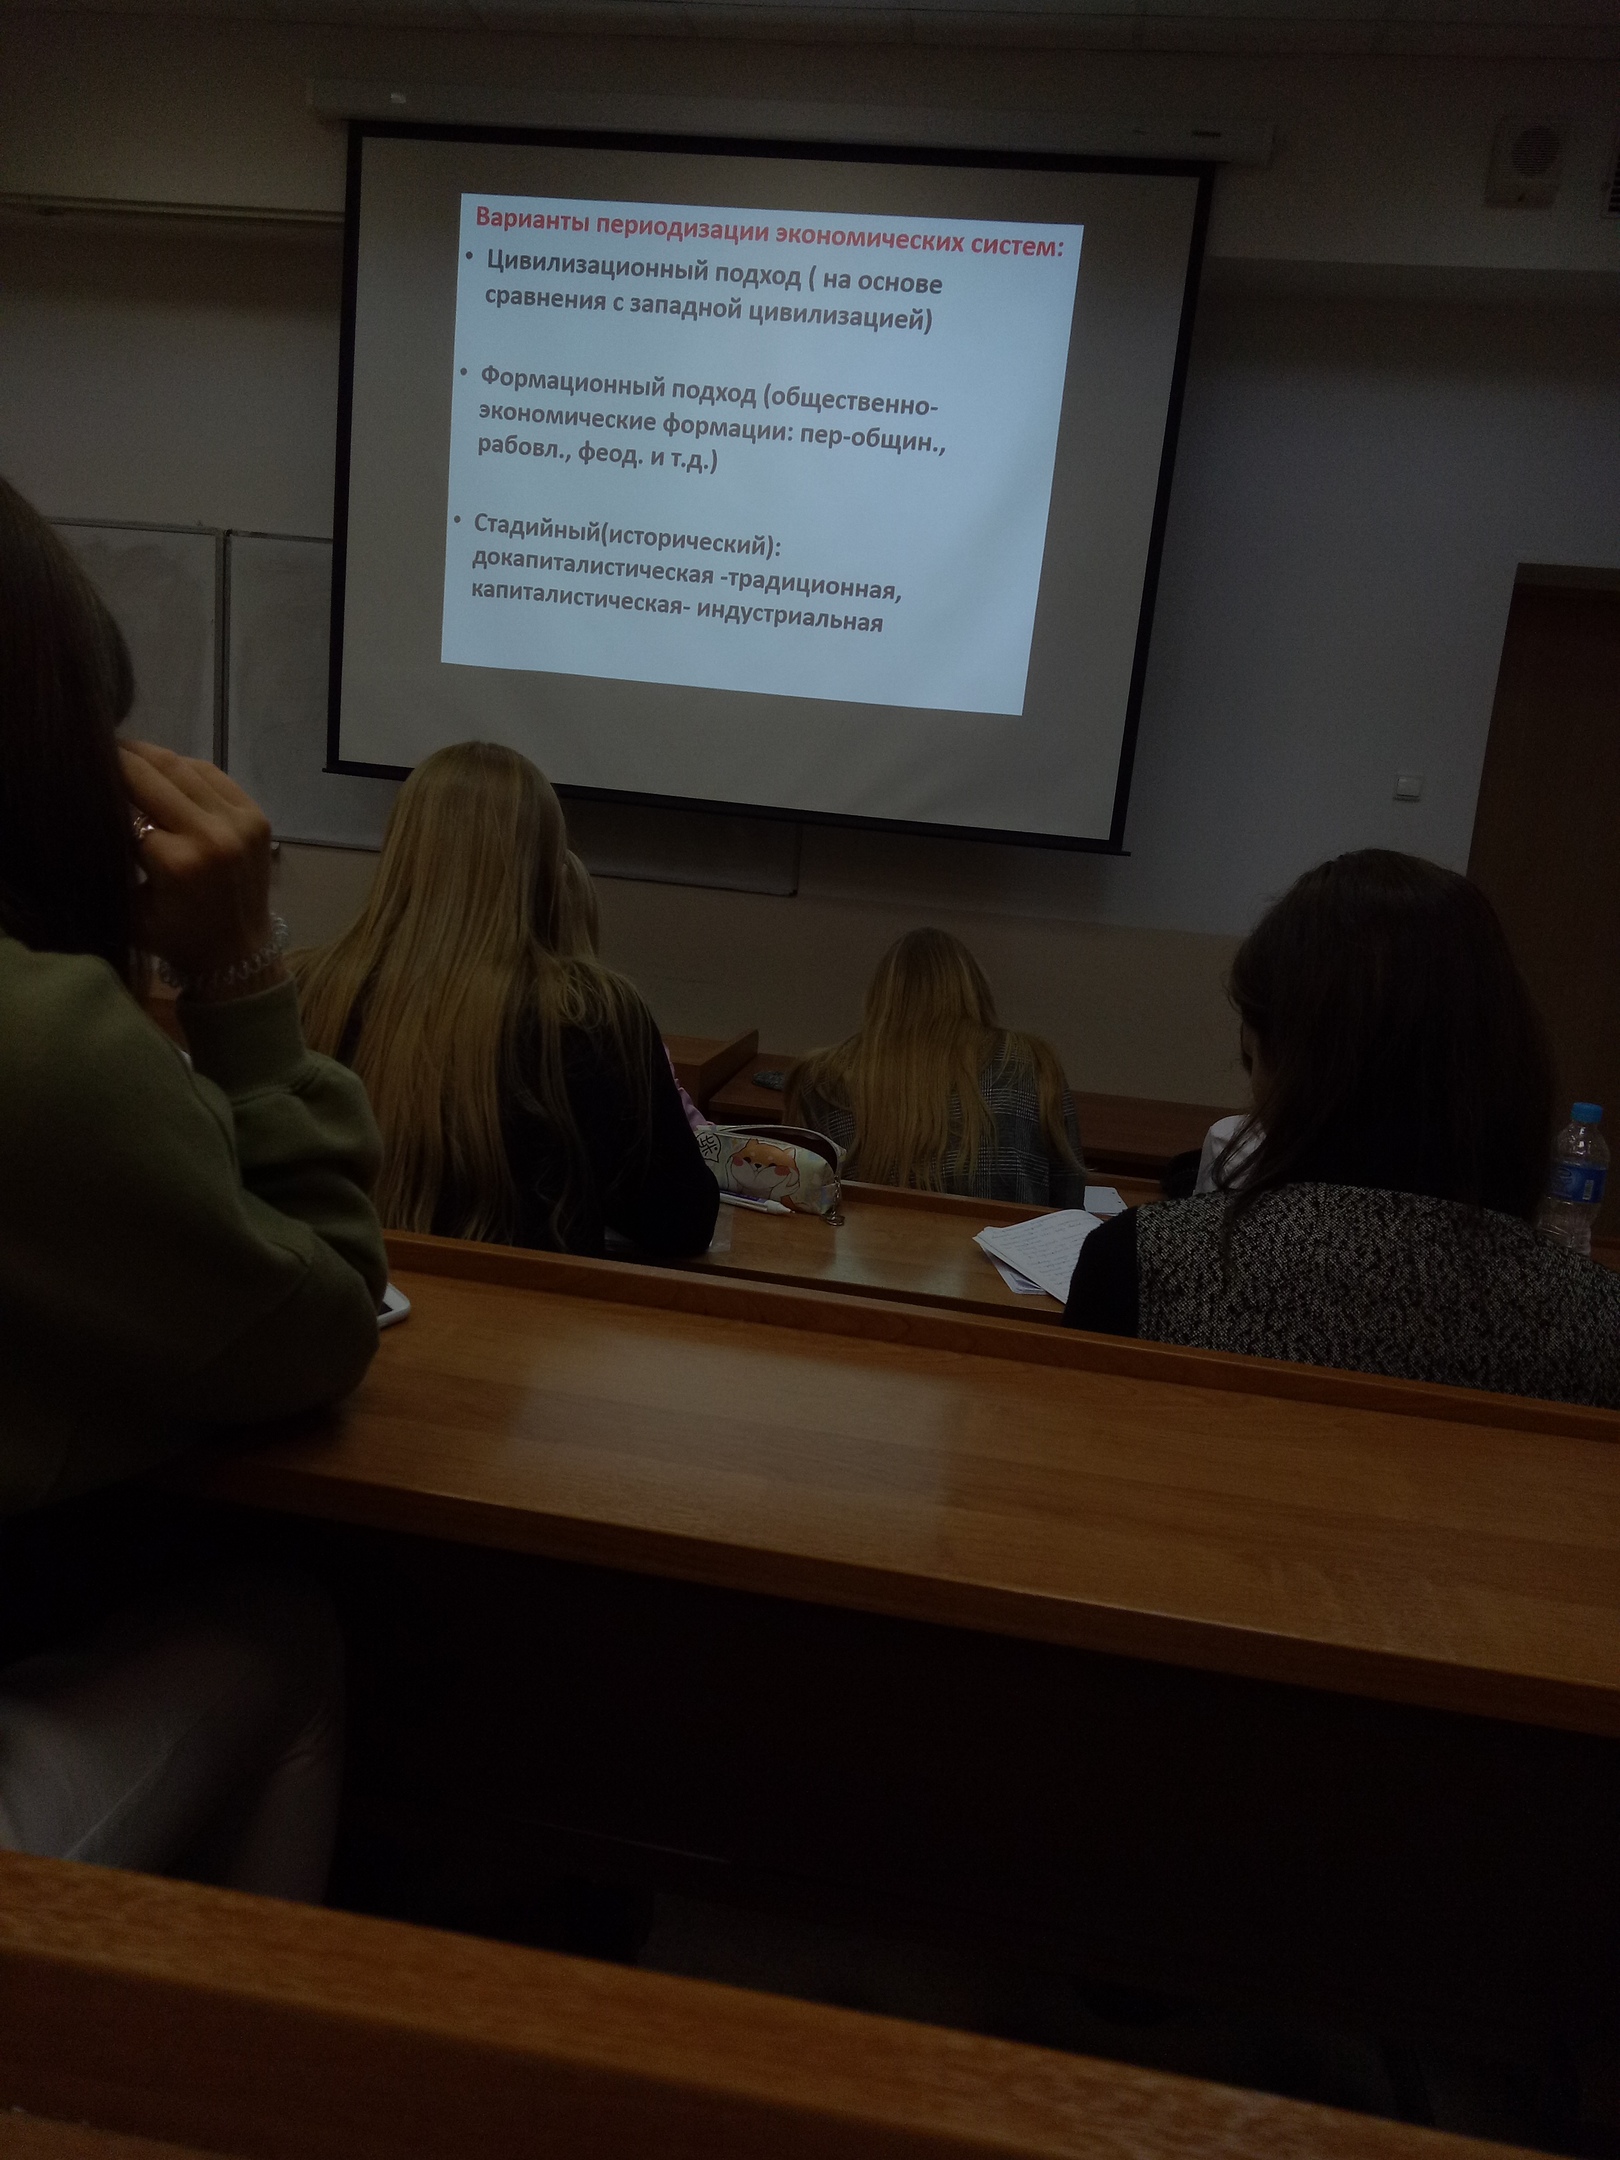 Варианты периодизации экономических систем:
• Цивилизационный подход ( на основе
сравнения с западной цивилизацией)
• Формационный подход (общественно-
экономические формации: пер-общин.,
рабовл., феод. и т.д.)
• Стадийный(исторический):
докапиталистическая -традиционная,
капиталистическая- индустриальная